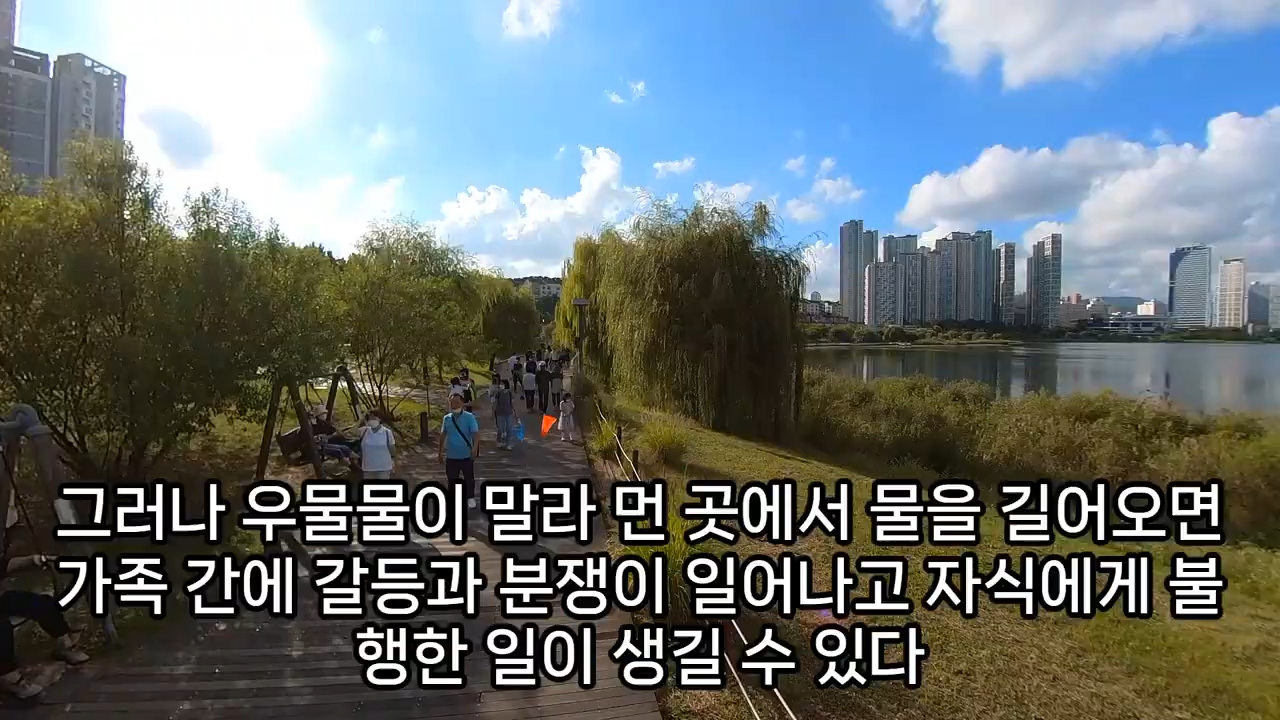 그러나 우물물이 말라 먼 곳에서 물을 길어오면
가족 간에 갈등과 분쟁이 일어나고 자식에게 불
행한 일이 생길 수 있다